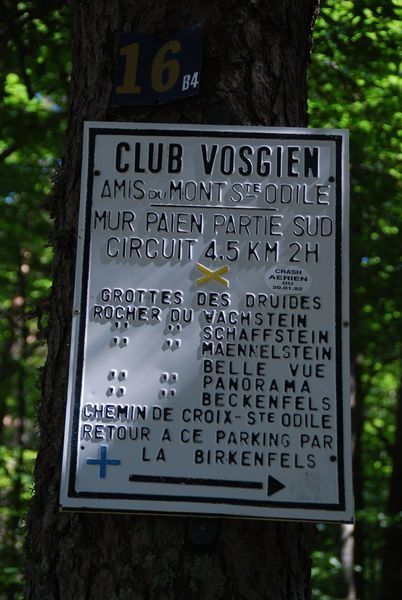 16
B4
CLUB VOSGIEN
AMIS DU MONT STE ODILE
MUR PAIEN PARTIE SUD
CIRCUIT 4.5 KM 2H
CRASH
AERIEN
DU
20.01.92
GROTTES DES DRUIDES
ROCHER DU WACHSTEIN
" " SCHAFFSTEIN
" " MAENNELSTEIN
BELLE VUE
" " PANORAMA
" " BECKENFELS
CHEMIN DE CROIX-STE ODILE
RETOUR A CE PARKING PAR
LA BIRKENFELS